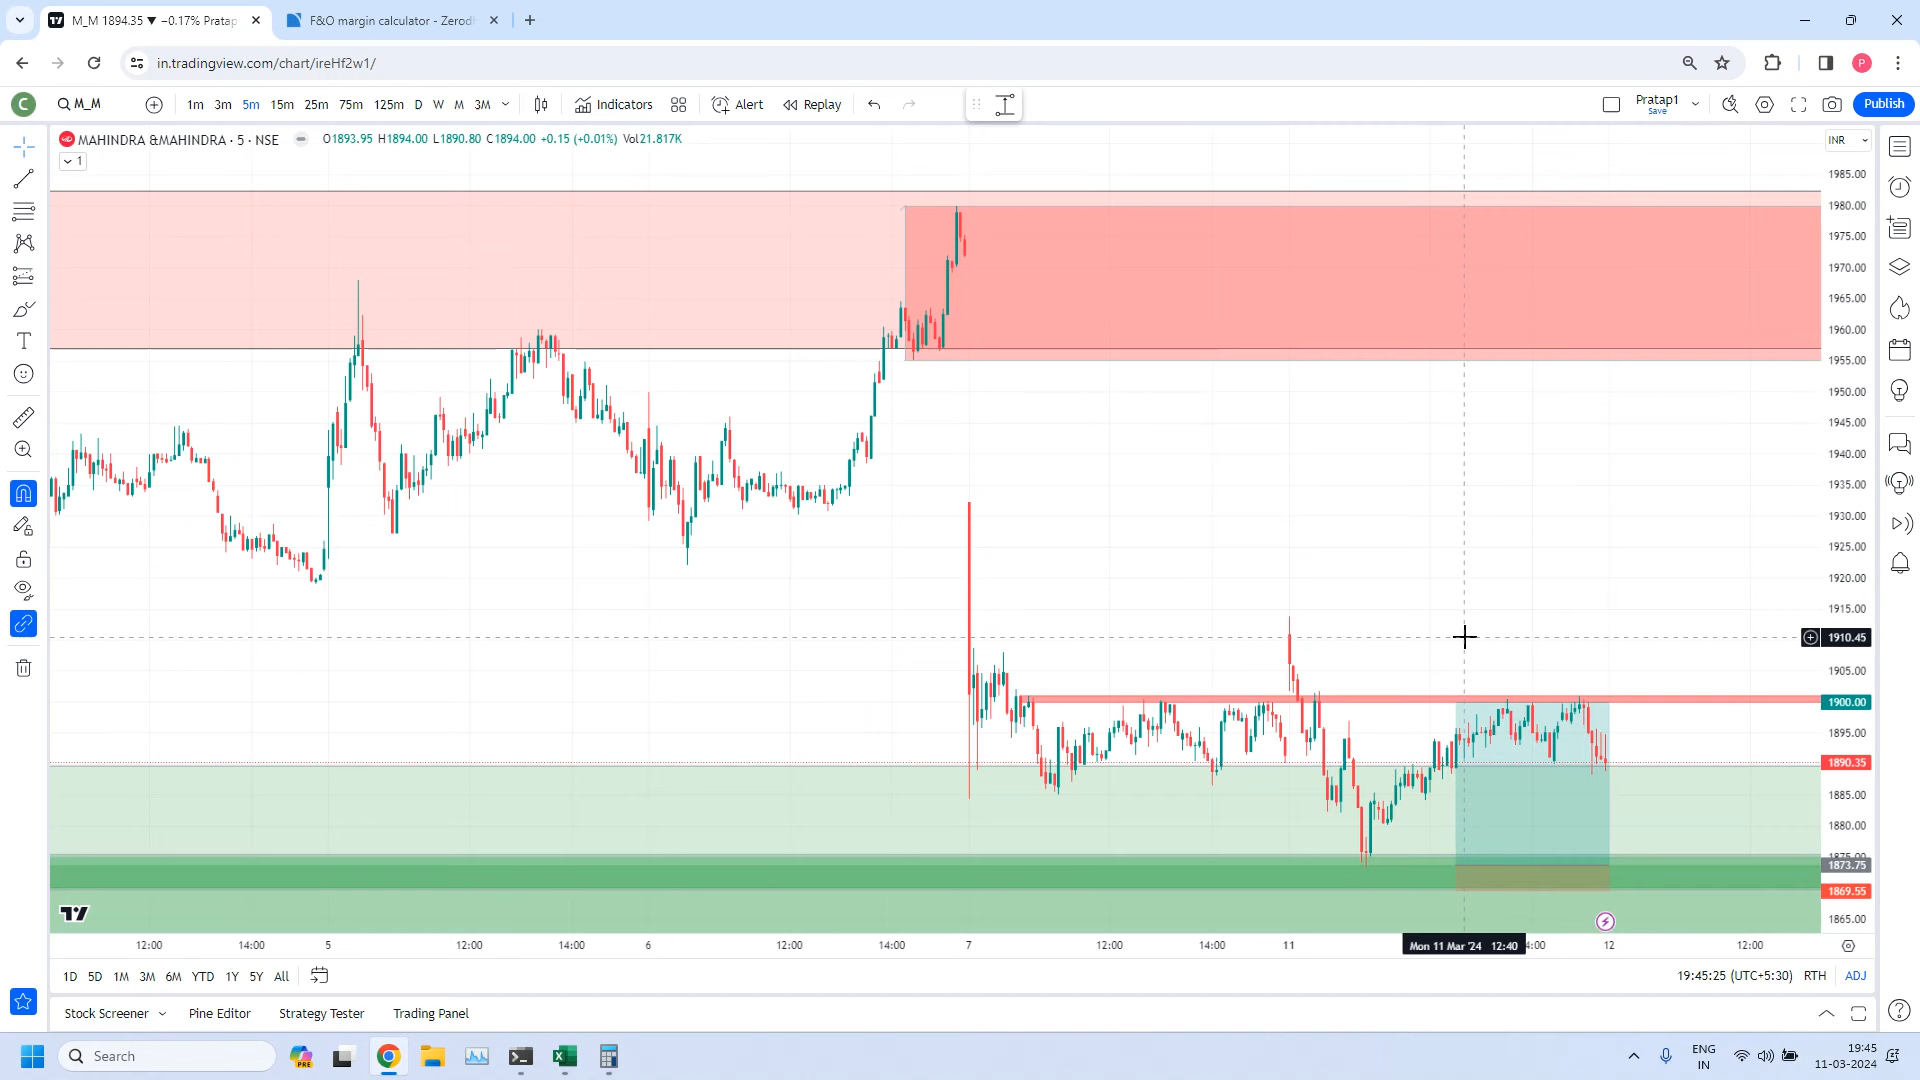 M_M 1894.35 ▼ −0.17% Pratap
F&O margin calculator - Zerod
in.tradingview.com/chart/ireHf2w1/
P
C
M_M
1m 3m 5m 15m 25m 75m 125m D W M 3M
Indicators
Alert
Replay
Pratap1
Save
Publish
MAHINDRA &MAHINDRA · 5 · NSE
O1893.95 H1894.00 L1890.80 C1894.00 +0.15 (+0.01%) Vol21.817K
INR
1
1985.00
1980.00
1975.00
1970.00
1965.00
1960.00
1955.00
1950.00
1945.00
1940.00
1935.00
1930.00
1925.00
1920.00
1915.00
1910.45
1905.00
1900.00
1895.00
1890.35
1885.00
1880.00
1875.00
1873.75
1869.55
1865.00
12:00 14:00 5 12:00 14:00 6 12:00 14:00 7 12:00 14:00 11 Mon 11 Mar '24 12:40 4:00 12 12:00
1D 5D 1M 3M 6M YTD 1Y 5Y All
19:45:25 (UTC+5:30) RTH ADJ
Stock Screener Pine Editor Strategy Tester Trading Panel
Search
PRE
ENG
IN
19:45
11-03-2024